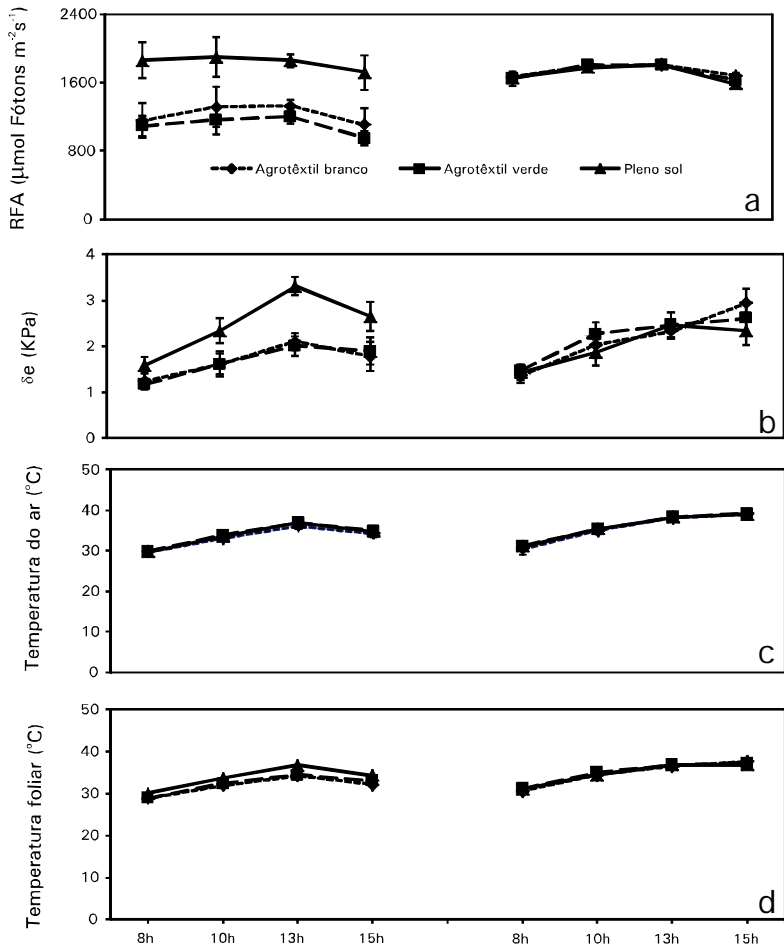 RFA (μmol Fótons m⁻²s⁻¹)
2400
1600
800
0
Agrotêxtil branco
Agrotêxtil verde
Pleno sol
a
δe (KPa)
4
3
2
1
0
b
Temperatura do ar (°C)
50
40
30
20
10
0
c
Temperatura foliar (°C)
50
40
30
20
10
0
d
8h 10h 13h 15h 8h 10h 13h 15h